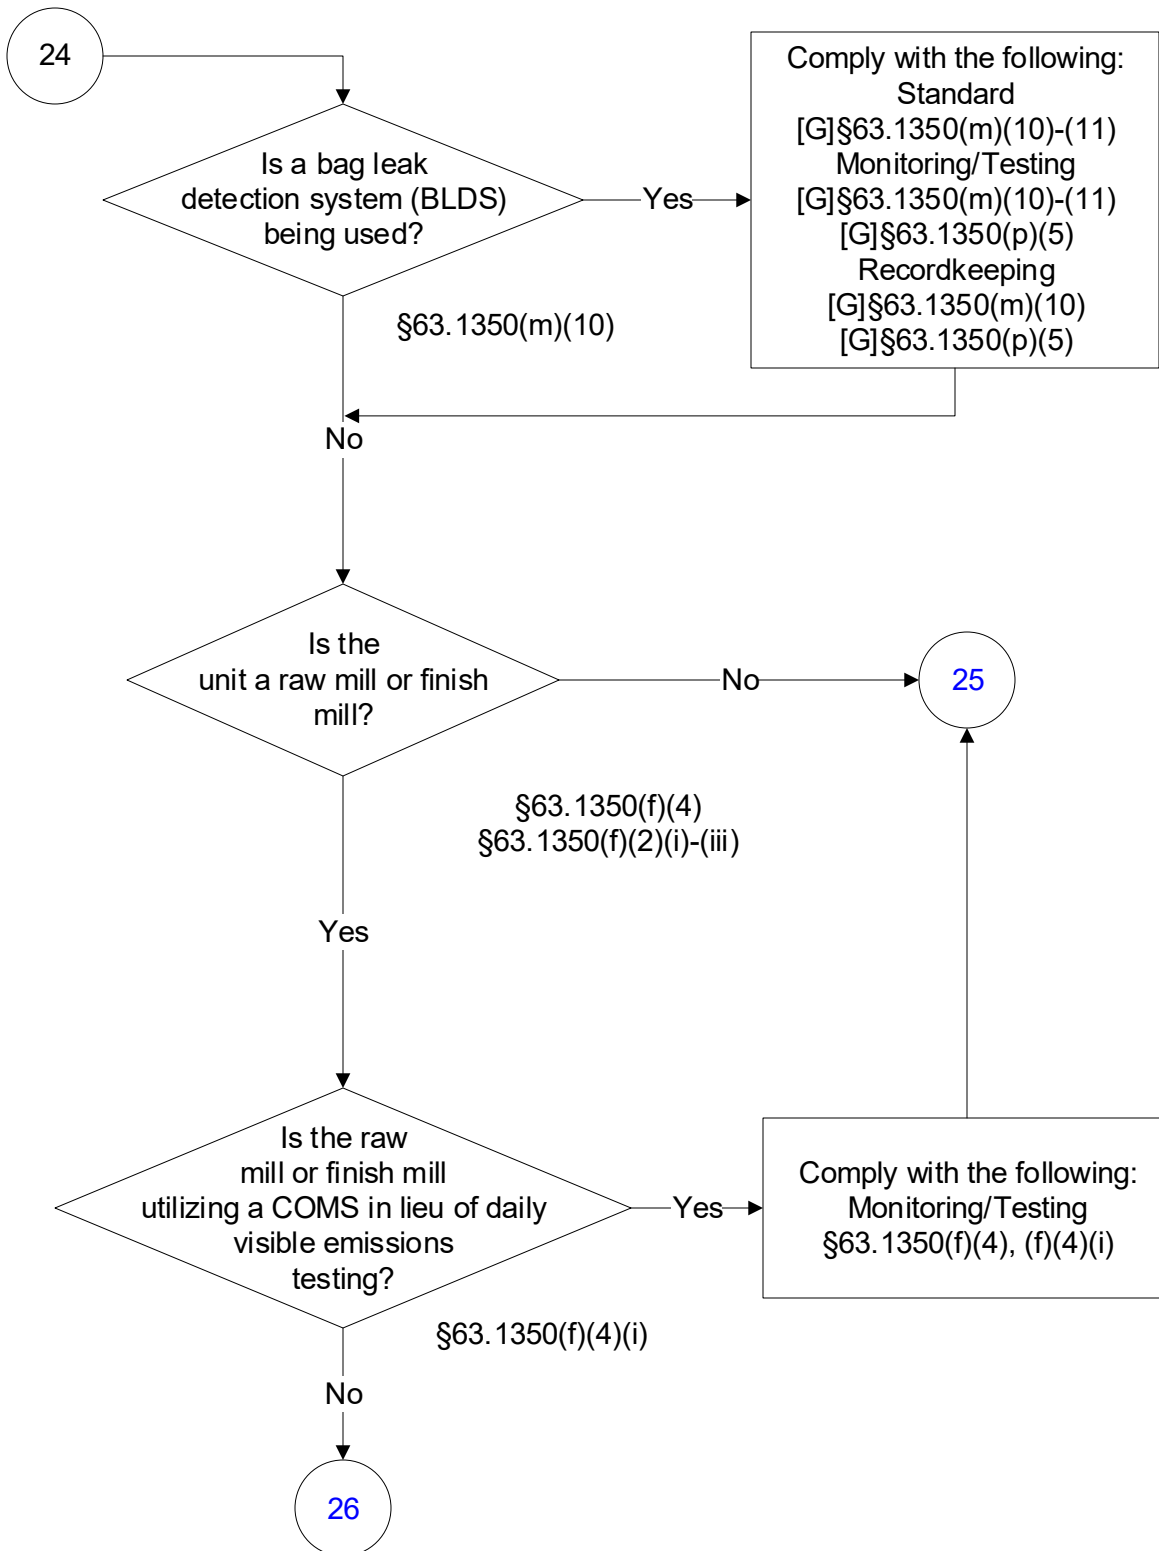 24
Is a bag leak
detection system (BLDS)
being used?
Yes
Comply with the following:
Standard
[G]§63.1350(m)(10)-(11)
Monitoring/Testing
[G]§63.1350(m)(10)-(11)
[G]§63.1350(p)(5)
Recordkeeping
[G]§63.1350(m)(10)
[G]§63.1350(p)(5)
§63.1350(m)(10)
No
Is the
unit a raw mill or finish
mill?
No
25
§63.1350(f)(4)
§63.1350(f)(2)(i)-(iii)
Yes
Is the raw
mill or finish mill
utilizing a COMS in lieu of daily
visible emissions
testing?
Yes
Comply with the following:
Monitoring/Testing
§63.1350(f)(4), (f)(4)(i)
§63.1350(f)(4)(i)
No
26